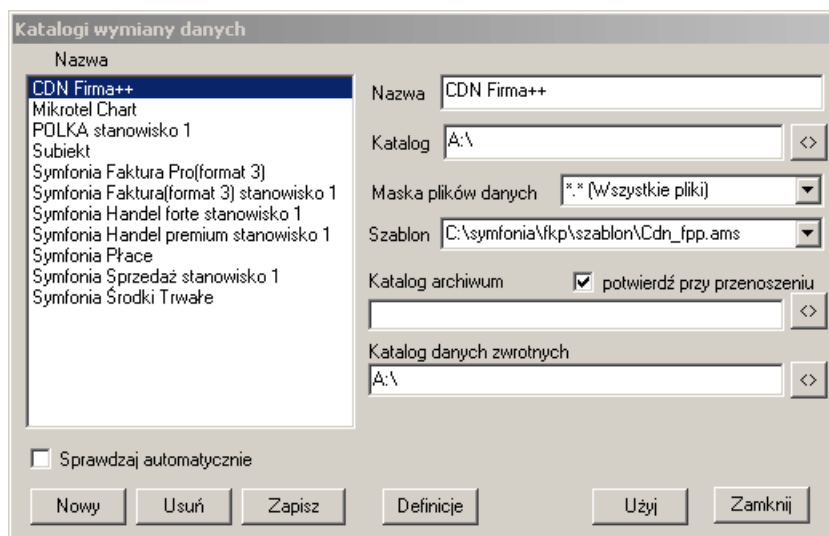 Katalogi wymiany danych
Nazwa
CDN Firma++
Mikrotel Chart
POLKA stanowisko 1
Subiekt
Symfonia Faktura Pro(format 3)
Symfonia Faktura(format 3) stanowisko 1
Symfonia Handel forte stanowisko 1
Symfonia Handel premium stanowisko 1
Symfonia Płace
Symfonia Sprzedaż stanowisko 1
Symfonia Środki Trwałe
Nazwa CDN Firma++
Katalog A:\ <>
Maska plików danych *.* (Wszystkie pliki)
Szablon C:\symfonia\fkp\szablon\Cdn_fpp.ams
Katalog archiwum potwierdź przy przenoszeniu
<>
Katalog danych zwrotnych
A:\ <>
Sprawdzaj automatycznie
Nowy Usuń Zapisz Definicje Użyj Zamknij